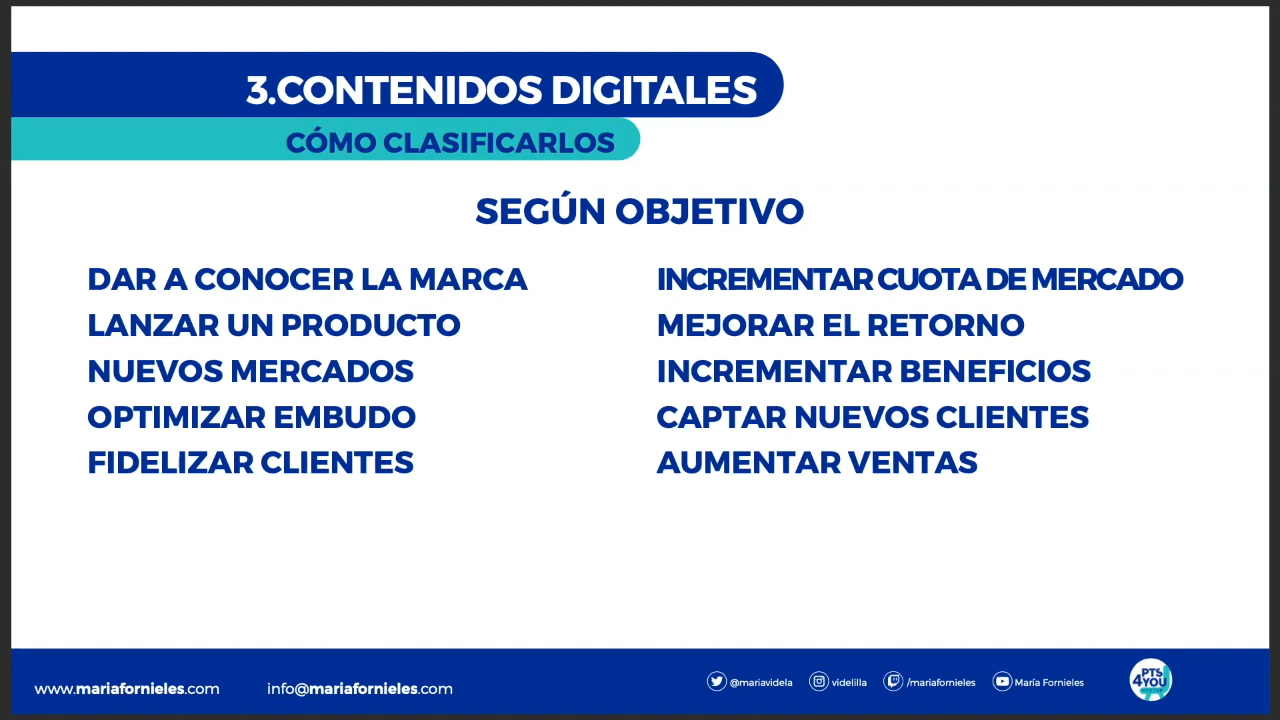 3.CONTENIDOS DIGITALES
CÓMO CLASIFICARLOS
SEGÚN OBJETIVO
DAR A CONOCER LA MARCA
LANZAR UN PRODUCTO
NUEVOS MERCADOS
OPTIMIZAR EMBUDO
FIDELIZAR CLIENTES
INCREMENTAR CUOTA DE MERCADO
MEJORAR EL RETORNO
INCREMENTAR BENEFICIOS
CAPTAR NUEVOS CLIENTES
AUMENTAR VENTAS
www.mariafornieles.com
info@mariafornieles.com
@mariavidela
videlilla
/mariafornieles
María Fornieles
PTS
4YOU